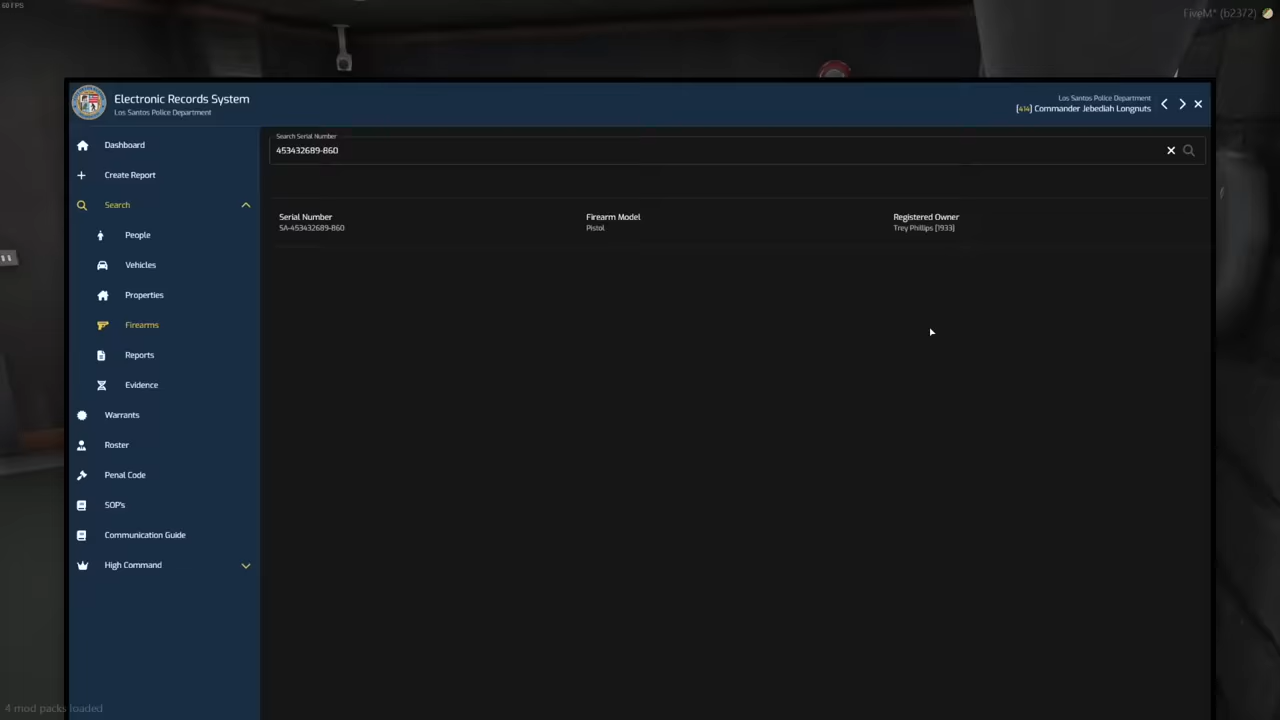 60 FPS
FiveM* (b2372)
Electronic Records System
Los Santos Police Department
Los Santos Police Department
[414] Commander Jebediah Longnuts
Dashboard
Create Report
Search
People
Vehicles
Properties
Firearms
Reports
Evidence
Warrants
Roster
Penal Code
SOP's
Communication Guide
High Command
Search Serial Number
453432689-860
Serial Number
SA-453432689-860
Firearm Model
Pistol
Registered Owner
Trey Phillips [1933]
4 mod packs loaded